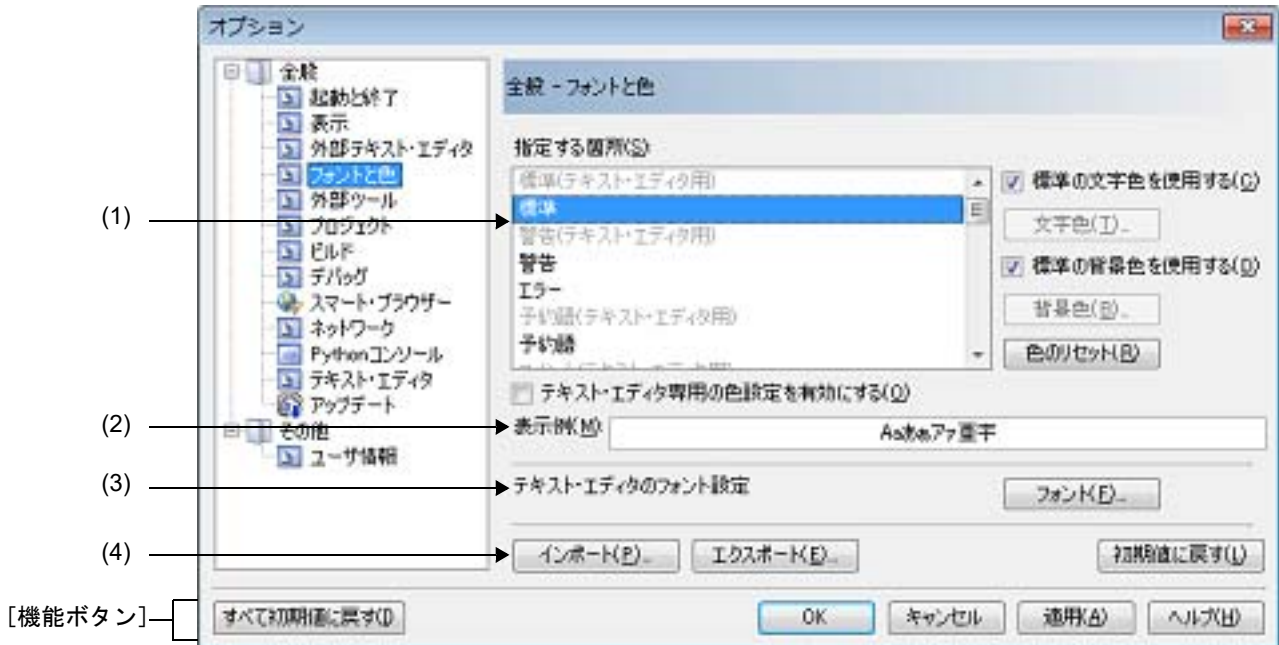 オプション
全般
起動と終了
表示
外部テキスト・エディタ
フォントと色
外部ツール
プロジェクト
ビルド
デバッグ
スマート・ブラウザー
ネットワーク
Pythonコンソール
テキスト・エディタ
アップデート
その他
ユーザ情報
全般 - フォントと色
指定する箇所(S)
標準(テキスト・エディタ用)
標準
警告(テキスト・エディタ用)
警告
エラー
予約語(テキスト・エディタ用)
予約語
標準の文字色を使用する(C)
文字色(T)...
標準の背景色を使用する(D)
背景色(B)...
色のリセット(R)
テキスト・エディタ専用の色設定を有効にする(O)
表示例(M):
Aaあぁアァ亜宇
テキスト・エディタのフォント設定
フォント(F)...
インポート(P)...
エクスポート(E)...
初期値に戻す(L)
すべて初期値に戻す(I)
OK
キャンセル
適用(A)
ヘルプ(H)
(1)
(2)
(3)
(4)
[機能ボタン]